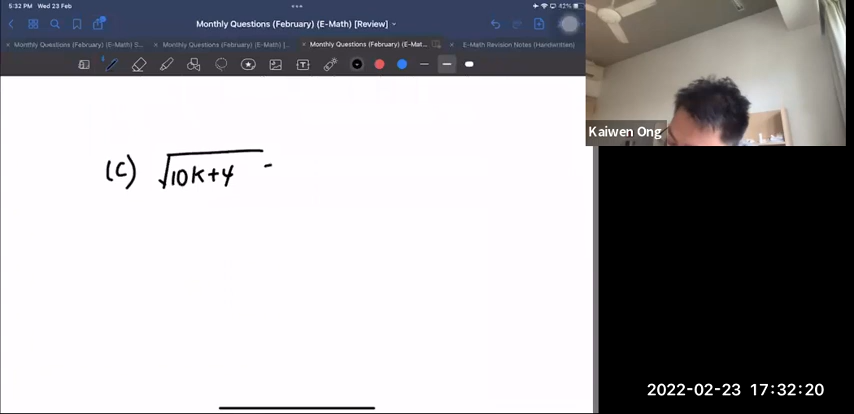 5:32 PM Wed 23 Feb
42%
Monthly Questions (February) (E-Math) [Review]
Monthly Questions (February) (E-Math) S...
Monthly Questions (February) (E-Math) [...
Monthly Questions (February) (E-Mat...
E-Math Revision Notes (Handwritten)
Kaiwen Ong
(C) √10K+4 =
2022-02-23 17:32:20